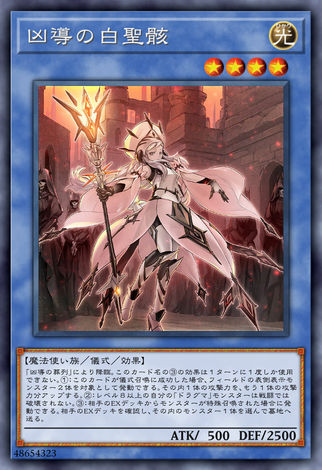 凶導の白聖骸
光
【魔法使い族／儀式／効果】
「凶導の葬列」により降臨。このカード名の③の効果は１ターンに１度しか使用
できない。①：このカードが儀式召喚に成功した場合、フィールドの表側表示モ
ンスター２体を対象として発動できる。その内１体の攻撃力を、もう１体の攻撃
力分アップする。②：レベル８以上の自分の「ドラグマ」モンスターは戦闘では
破壊されない。③：相手のEXデッキからモンスターが特殊召喚された場合に発
動できる。相手のEXデッキを確認し、その内のモンスター１体を選んで墓地へ
送る。
ATK/ 500 DEF/2500
48654323